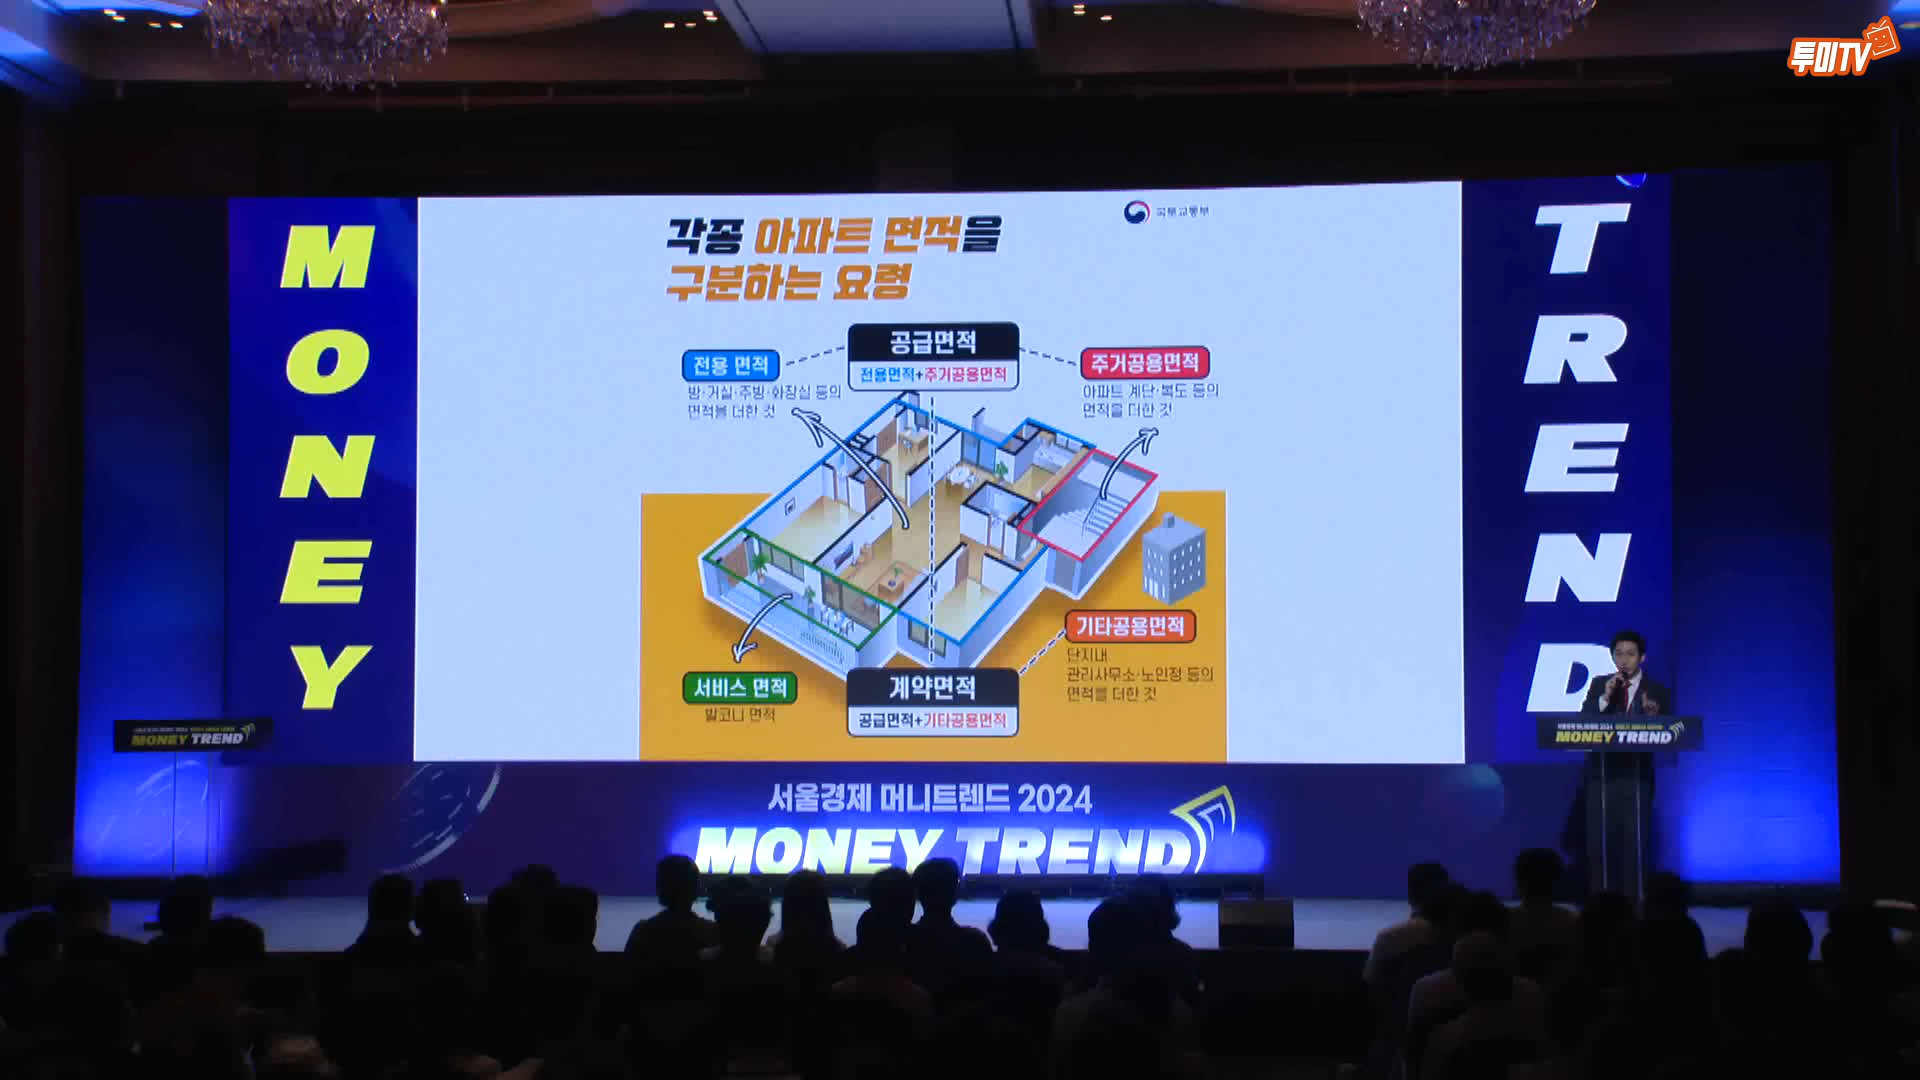 투미TV
MONEY
TREND
국토교통부
각종 아파트 면적을
구분하는 요령
공급면적
전용면적+주거공용면적
전용 면적
방·거실·주방·화장실 등의
면적을 더한 것
주거공용면적
아파트 계단·복도 등의
면적을 더한 것
기타공용면적
단지내
관리사무소·노인정 등의
면적을 더한 것
서비스 면적
발코니 면적
계약면적
공급면적+기타공용면적
MONEY TREND
서울경제 머니트렌드 2024
MONEY TREND
MONEY TREND